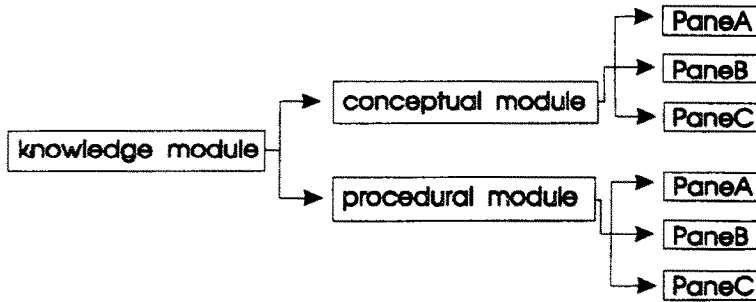 PaneA
conceptual module
PaneB
PaneC
knowledge module
procedural module
PaneA
PaneB
PaneC